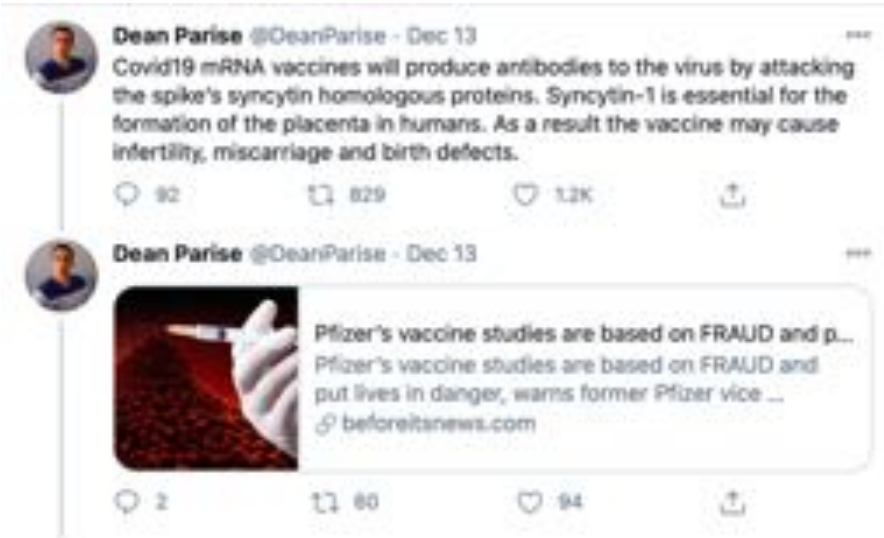 Dean Parise @DeanParise · Dec 13
Covid19 mRNA vaccines will produce antibodies to the virus by attacking
the spike's syncytin homologous proteins. Syncytin-1 is essential for the
formation of the placenta in humans. As a result the vaccine may cause
infertility, miscarriage and birth defects.
92 829 1.2K
Dean Parise @DeanParise · Dec 13
Pfizer's vaccine studies are based on FRAUD and p...
Pfizer's vaccine studies are based on FRAUD and
put lives in danger, warns former Pfizer vice ...
beforeitsnews.com
2 60 94